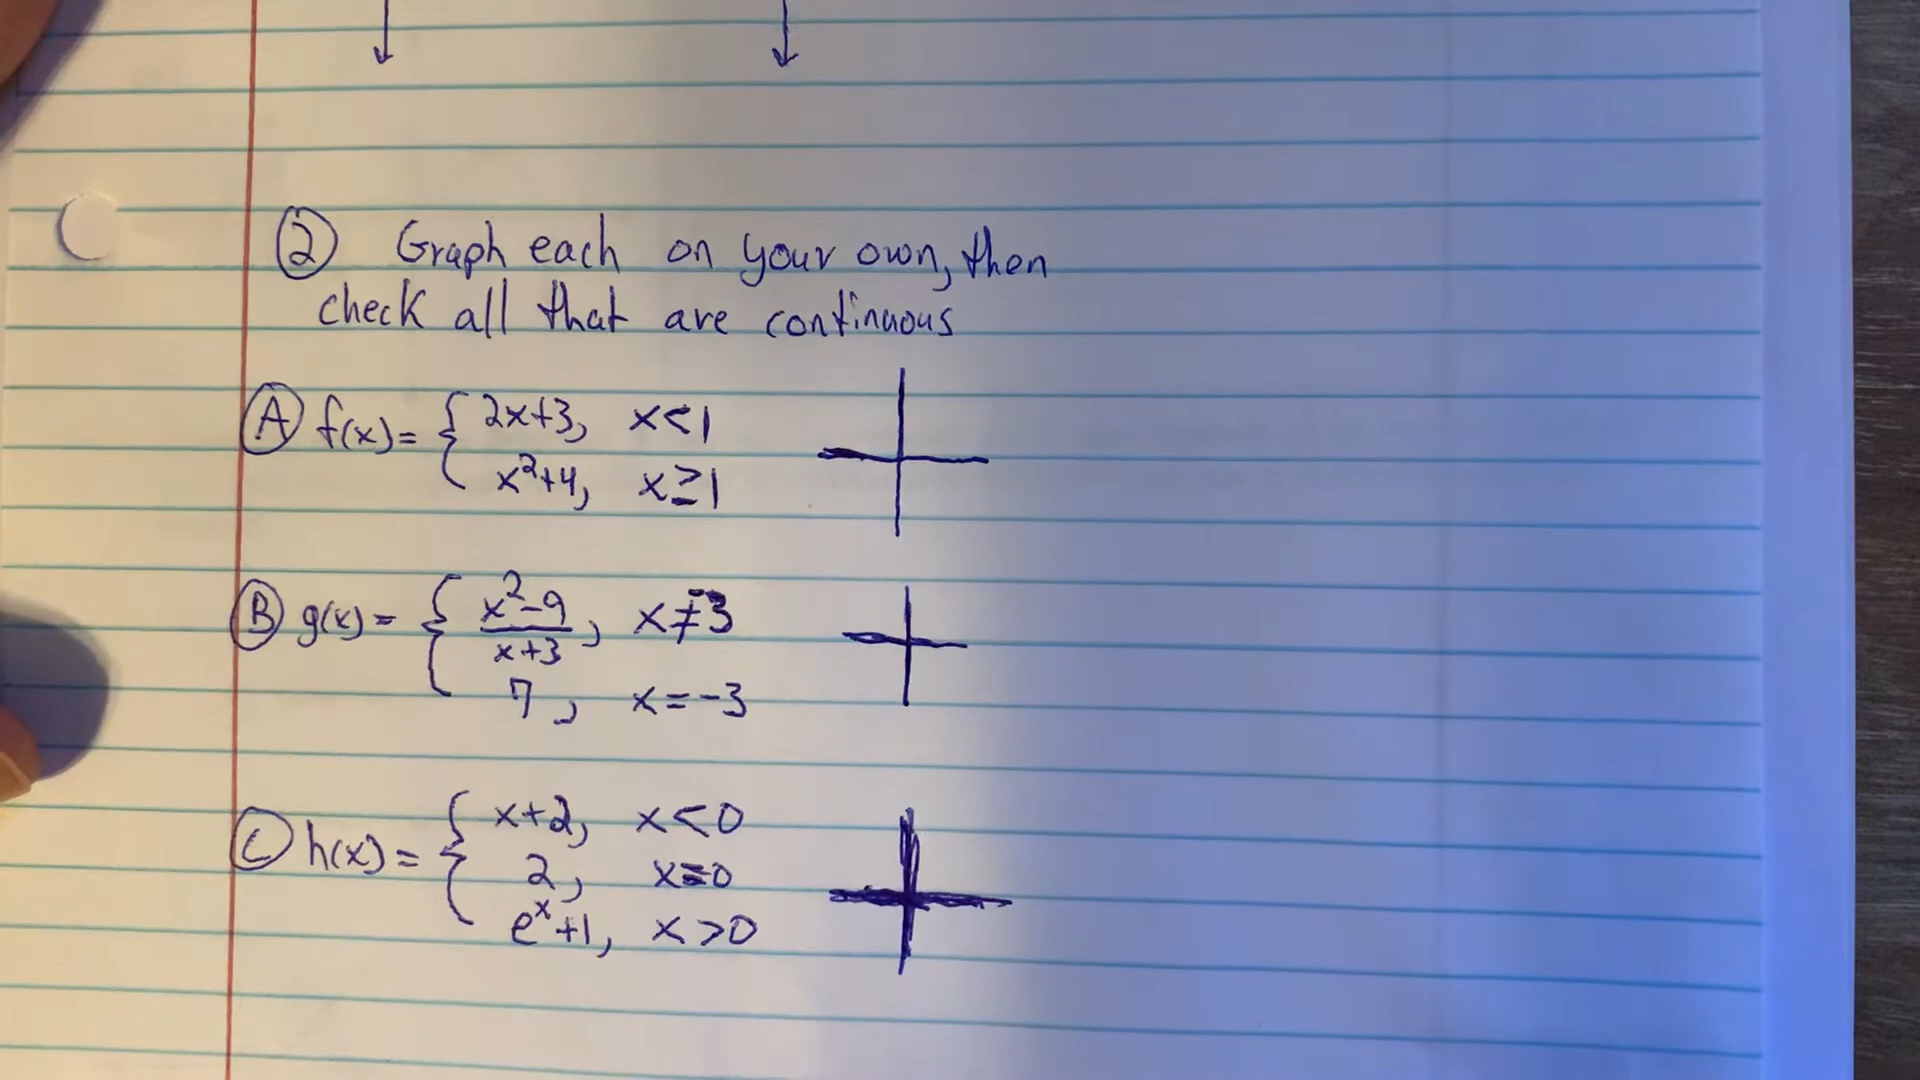 ② Graph each on your own, then
check all that are continuous
Ⓐ f(x) = { 2x+3, x<1
x²+4, x≥1
Ⓑ g(x) = { x²-9/x+3, x≠-3
7, x=-3
Ⓒ h(x) = { x+2, x<0
2, x=0
eˣ+1, x>0